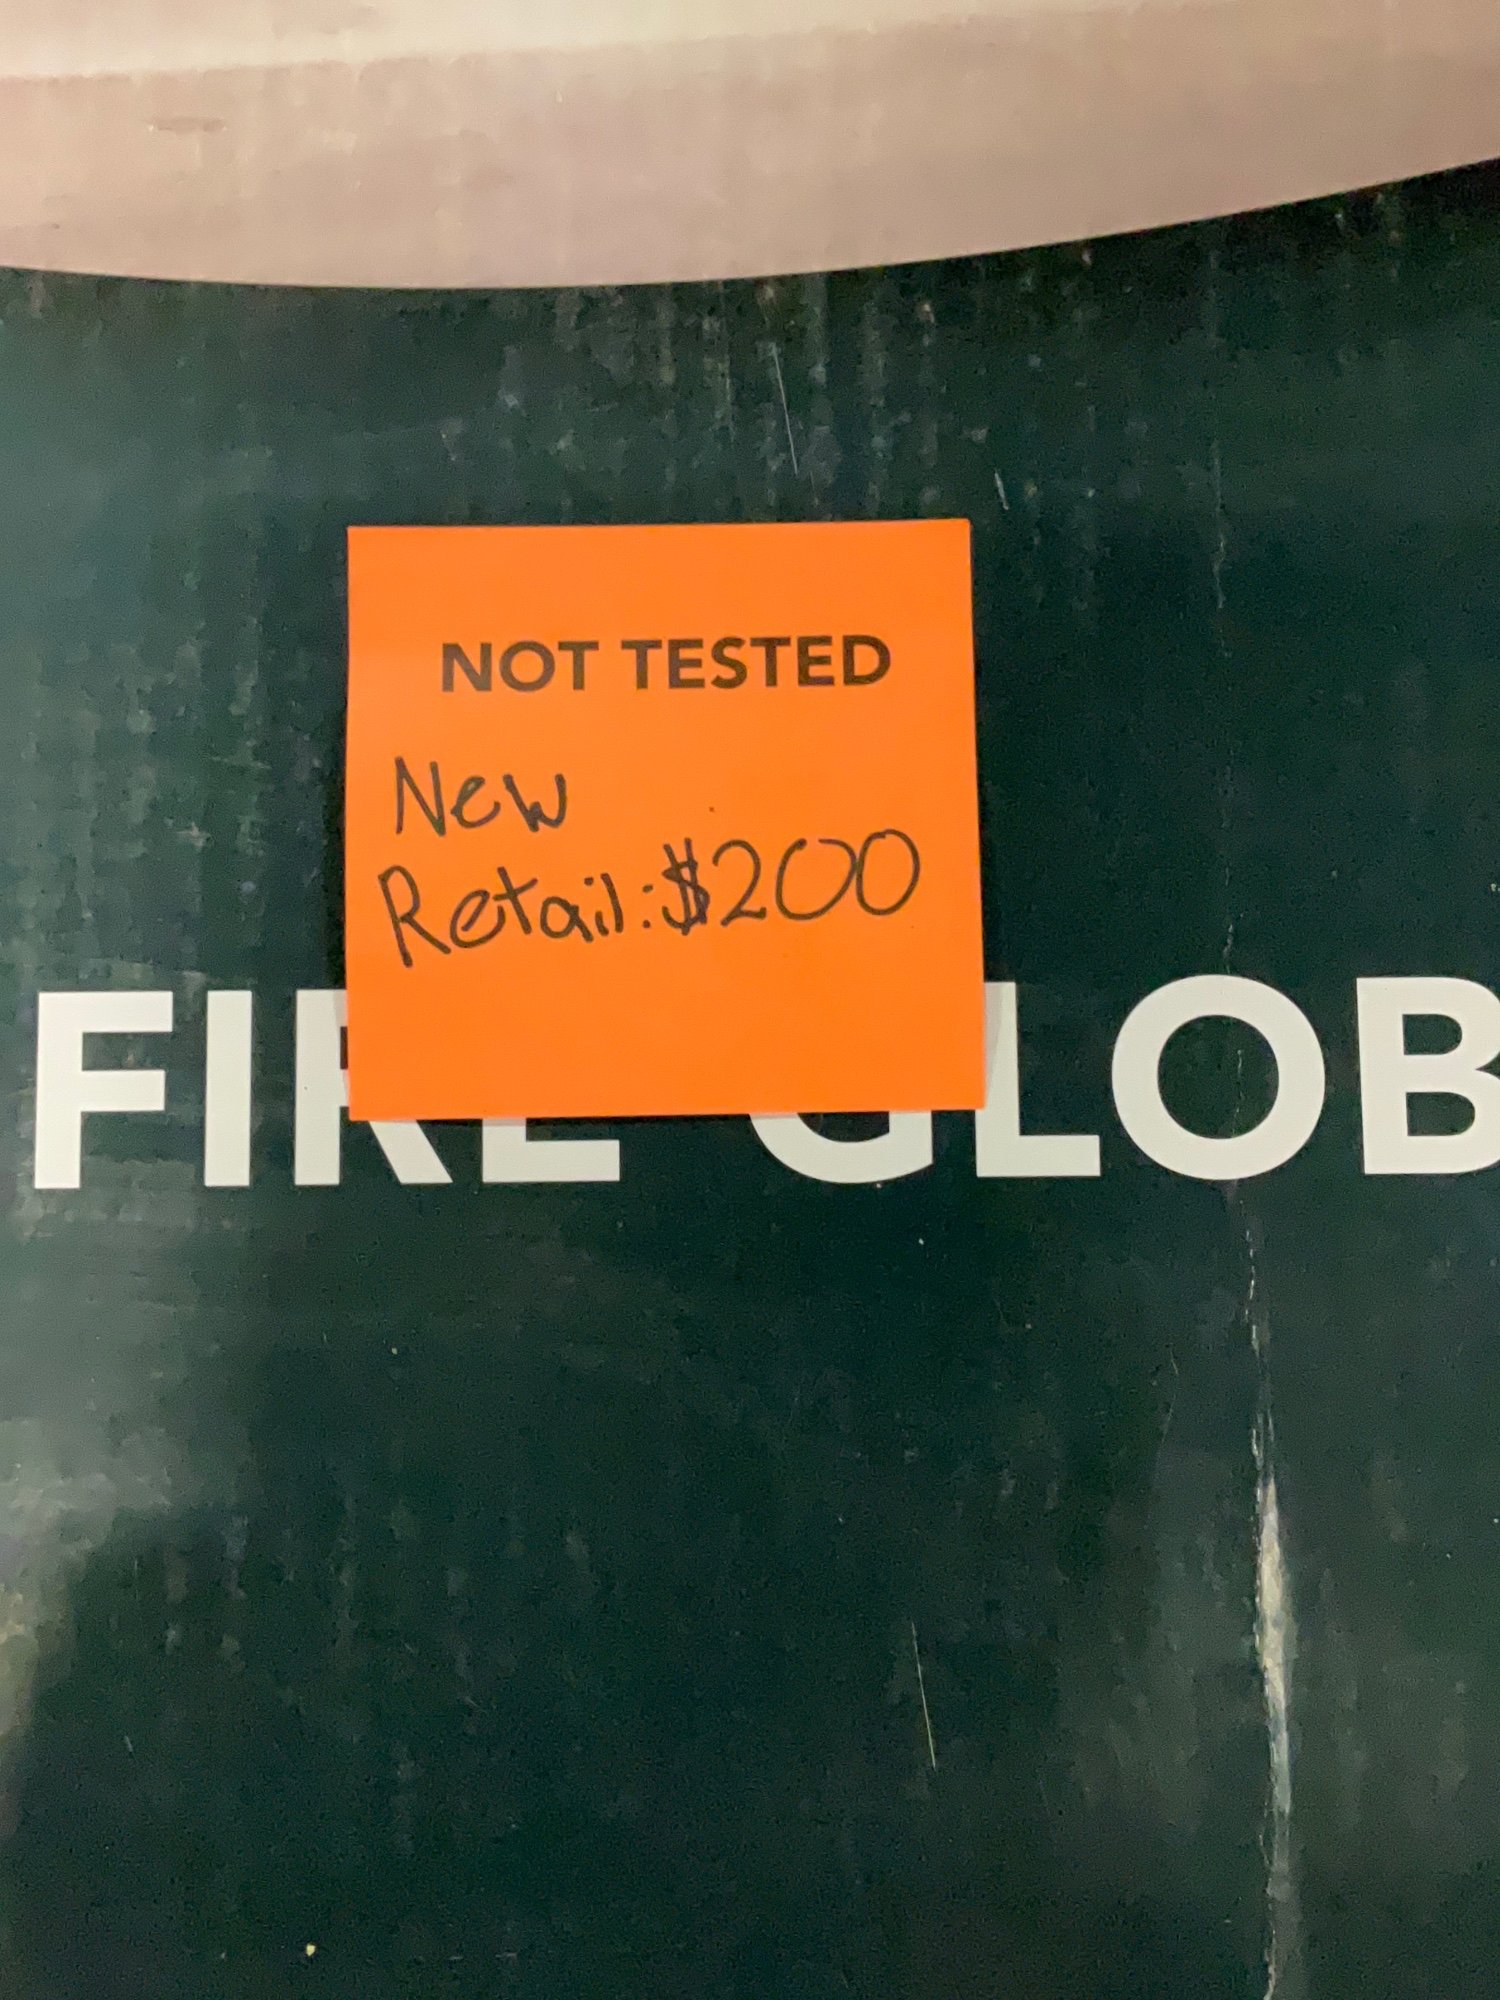 NOT TESTED
New
Retail: $200
FIRE GLOB